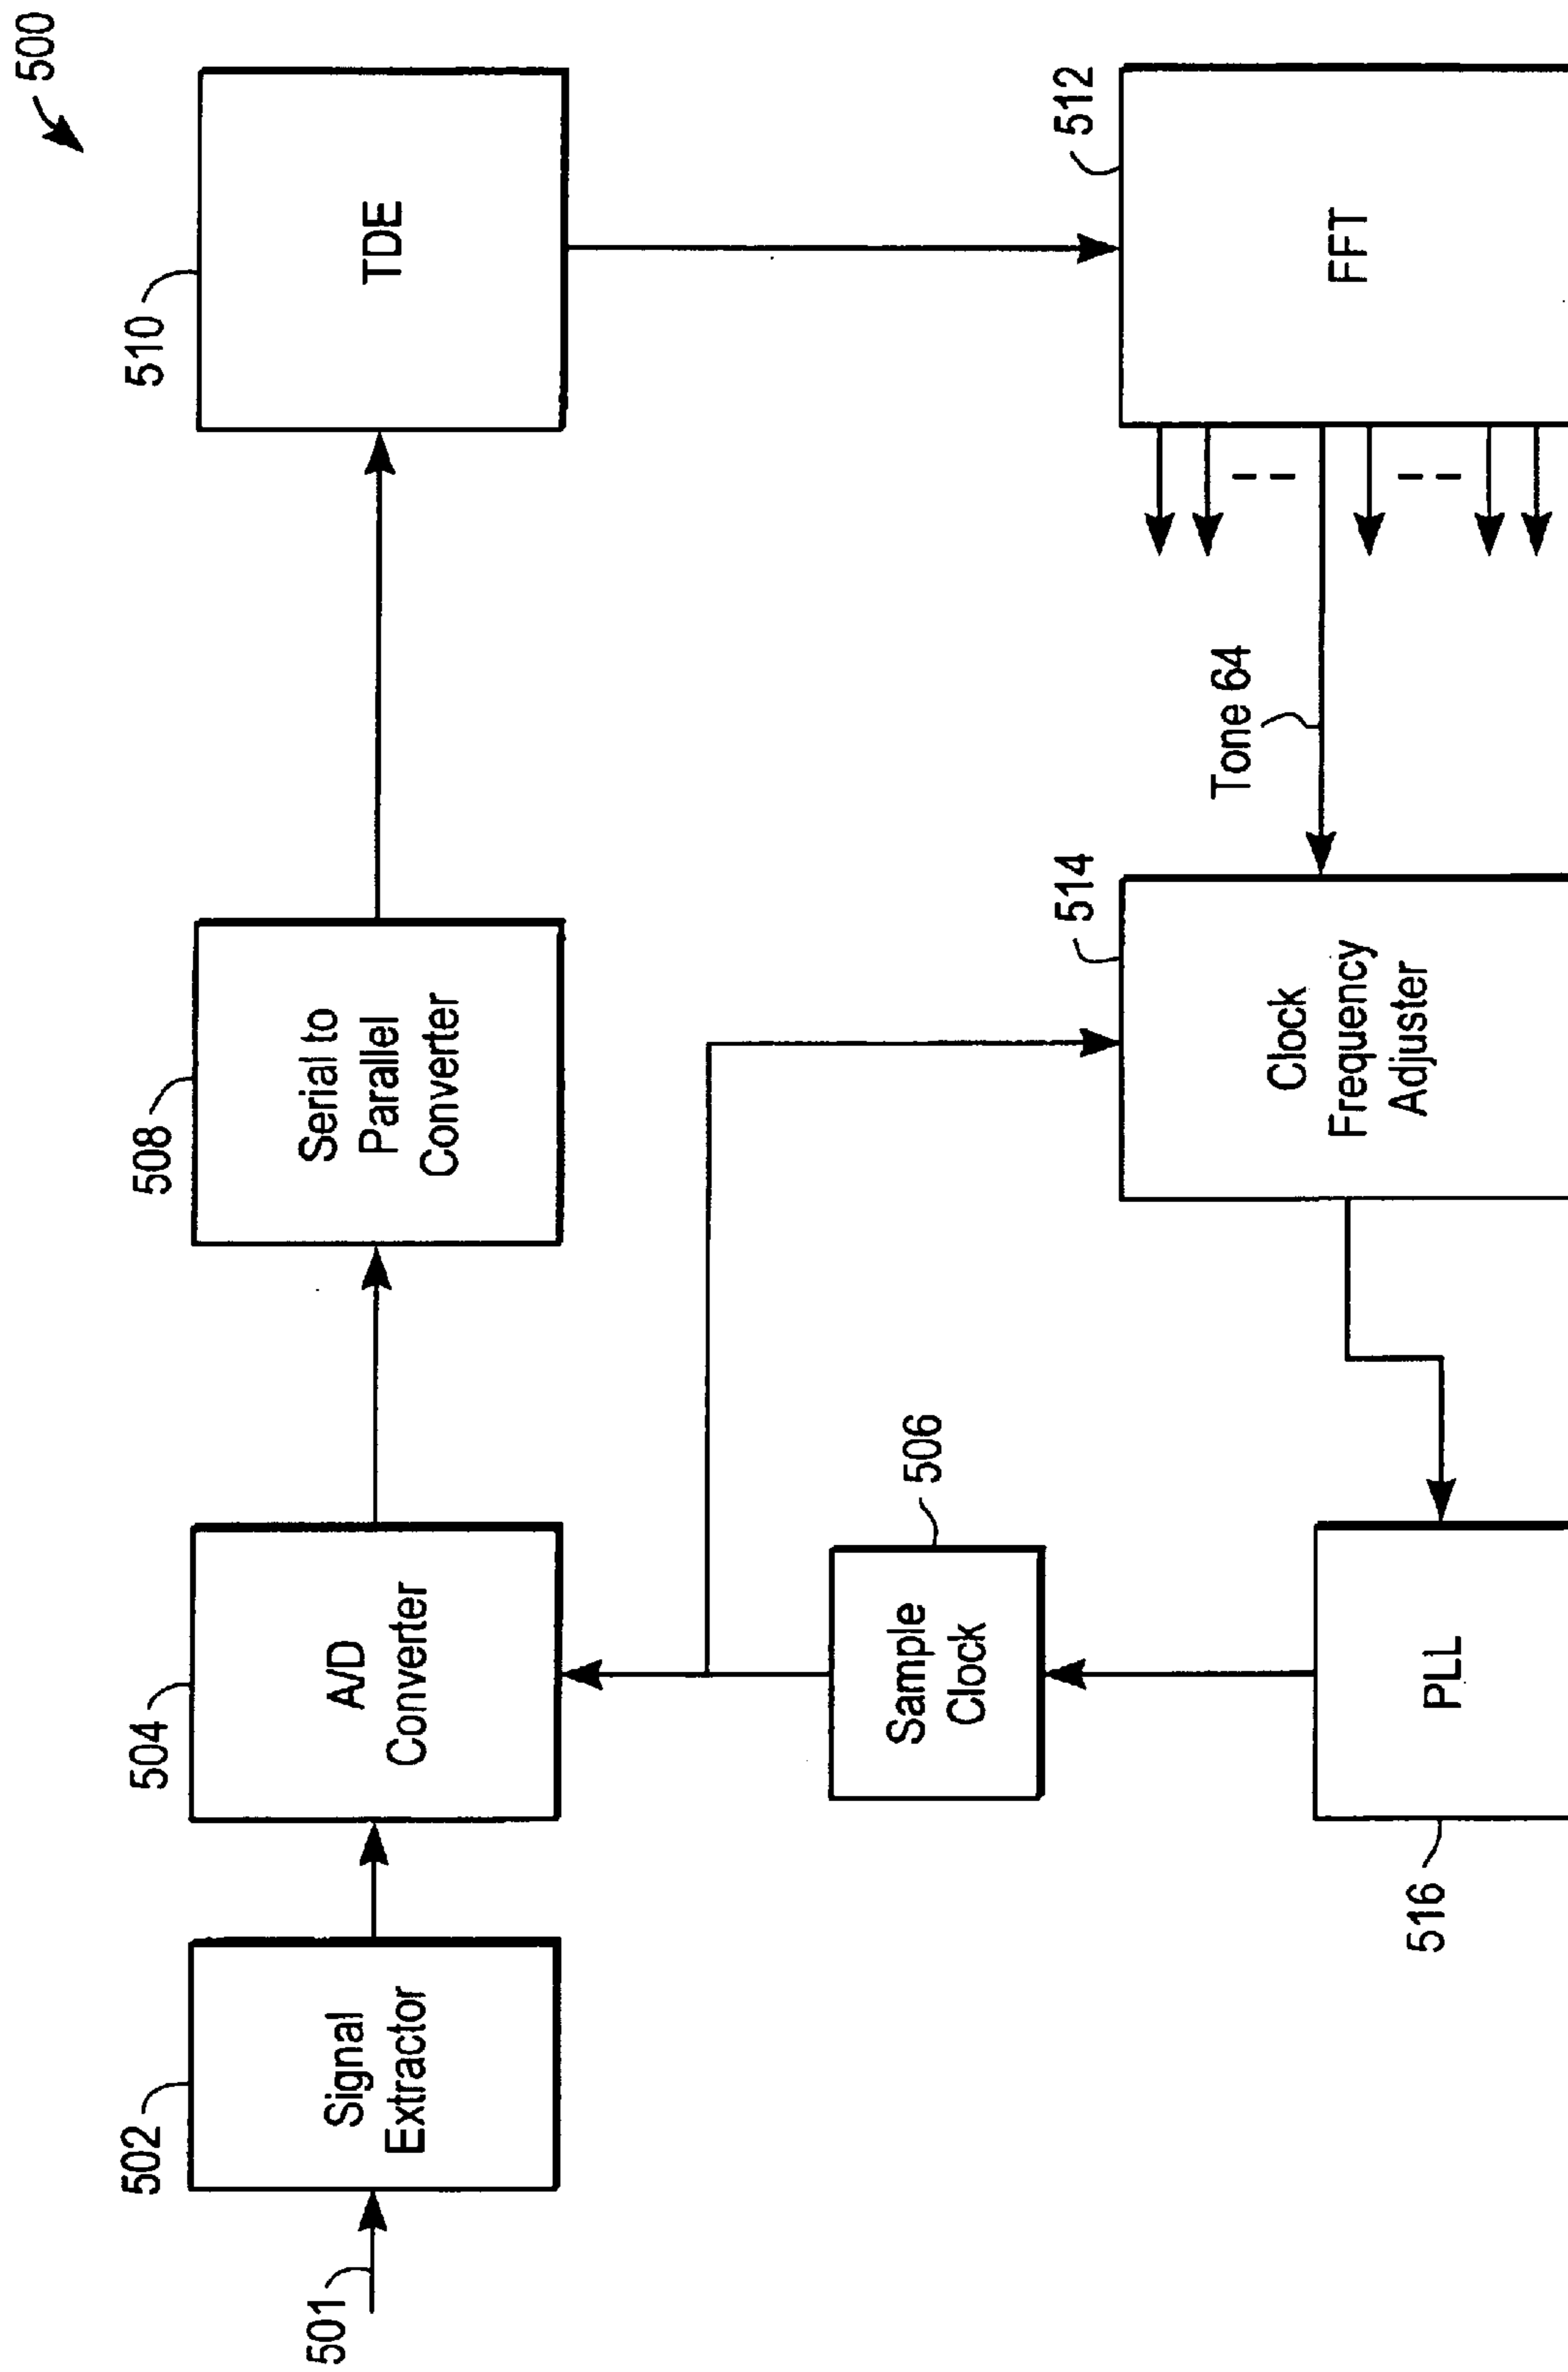 500
501
502
Signal
Extractor
504
A/D
Converter
508
Serial to
Parallel
Converter
510
TDE
506
Sample
Clock
516
PLL
514
Clock
Frequency
Adjuster
Tone 64
512
FFT